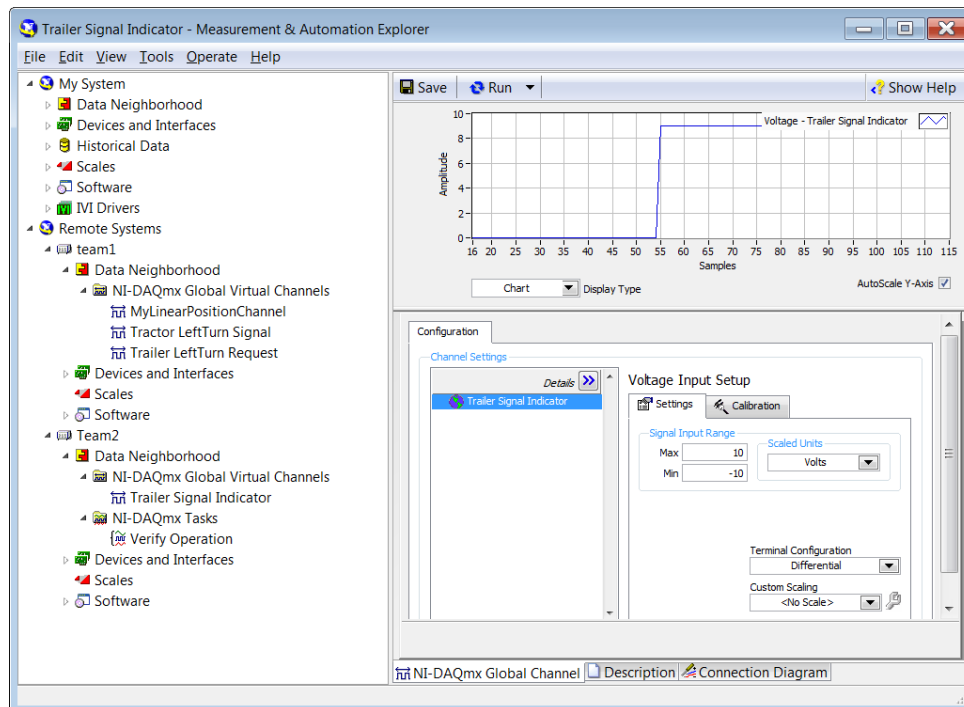 Trailer Signal Indicator - Measurement & Automation Explorer
File Edit View Tools Operate Help
My System
Data Neighborhood
Devices and Interfaces
Historical Data
Scales
Software
IVI Drivers
Remote Systems
team1
Data Neighborhood
NI-DAQmx Global Virtual Channels
MyLinearPositionChannel
Tractor LeftTurn Signal
Trailer LeftTurn Request
Devices and Interfaces
Scales
Software
Team2
Data Neighborhood
NI-DAQmx Global Virtual Channels
Trailer Signal Indicator
NI-DAQmx Tasks
Verify Operation
Devices and Interfaces
Scales
Software
Save Run Show Help
Voltage - Trailer Signal Indicator
Amplitude
10
8
6
4
2
0
16 20 25 30 35 40 45 50 55 60 65 70 75 80 85 90 95 100 105 110 115
Samples
Chart Display Type AutoScale Y-Axis
Configuration
Channel Settings
Details
Trailer Signal Indicator
Voltage Input Setup
Settings Calibration
Signal Input Range
Max 10
Min -10
Scaled Units
Volts
Terminal Configuration
Differential
Custom Scaling
<No Scale>
NI-DAQmx Global Channel Description Connection Diagram